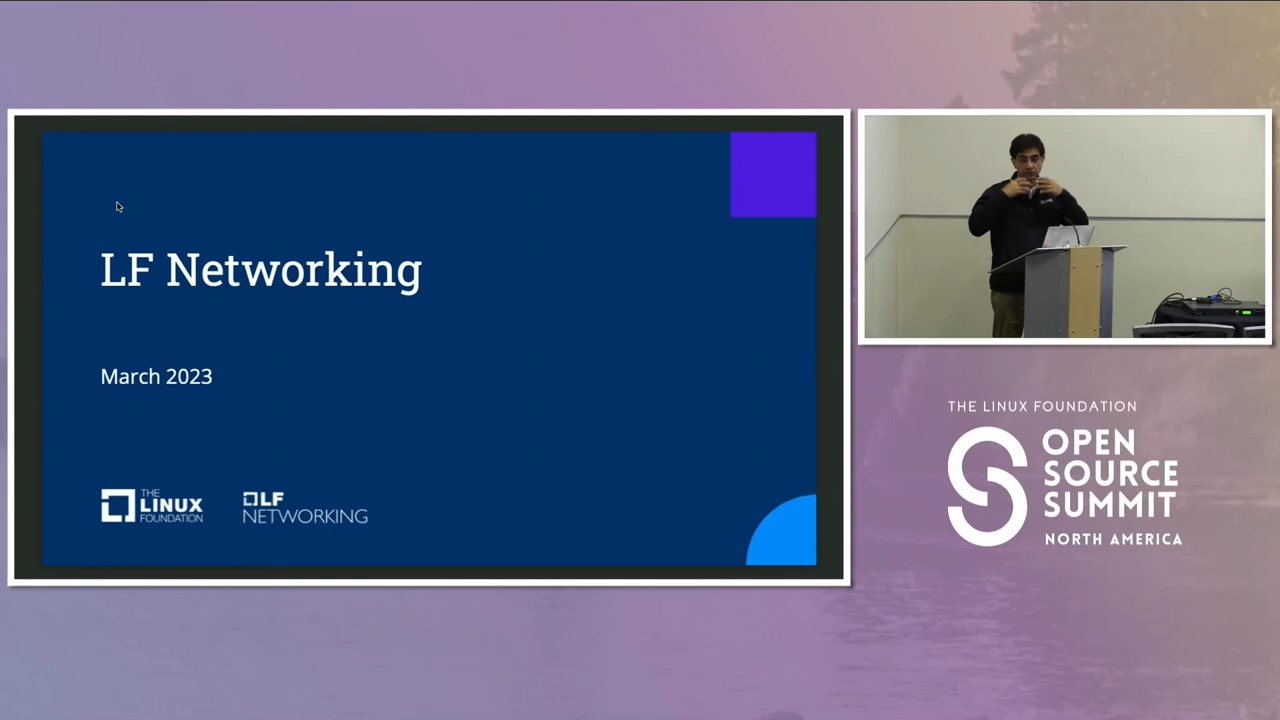 LF Networking
March 2023
THE
LINUX
FOUNDATION
LF
NETWORKING
THE LINUX FOUNDATION
OPEN
SOURCE
SUMMIT
NORTH AMERICA